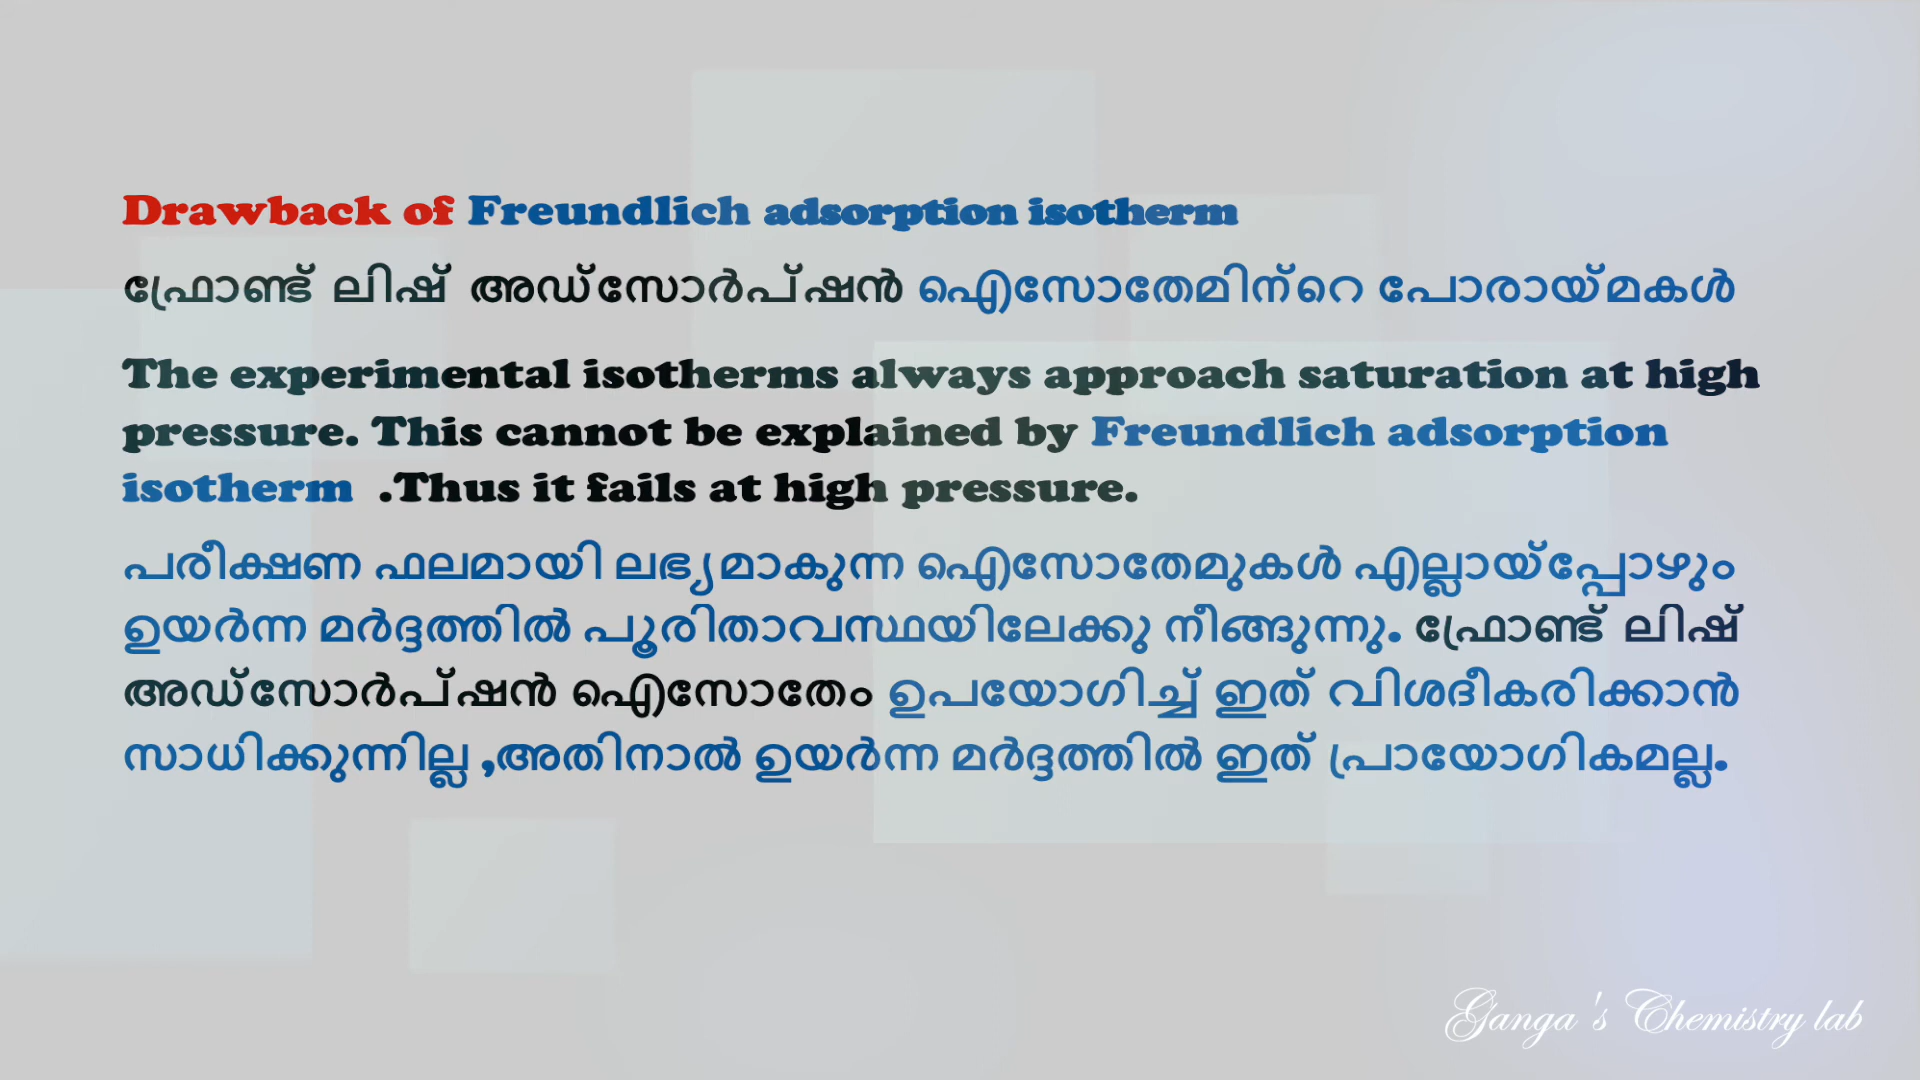 Drawback of Freundlich adsorption isotherm
ഫ്രോണ്ട് ലിഷ് അഡ്സോർപ്ഷൻ ഐസോതേമിന്റെ പോരായ്മകൾ
The experimental isotherms always approach saturation at high
pressure. This cannot be explained by Freundlich adsorption
isotherm .Thus it fails at high pressure.
പരീക്ഷണ ഫലമായി ലഭ്യമാകുന്ന ഐസോതേമുകൾ എല്ലായ്പ്പോഴും
ഉയർന്ന മർദ്ദത്തിൽ പൂരിതാവസ്ഥയിലേക്കു നീങ്ങുന്നു. ഫ്രോണ്ട് ലിഷ്
അഡ്സോർപ്ഷൻ ഐസോതേം ഉപയോഗിച്ച് ഇത് വിശദീകരിക്കാൻ
സാധിക്കുന്നില്ല ,അതിനാൽ ഉയർന്ന മർദ്ദത്തിൽ ഇത് പ്രായോഗികമല്ല.
Ganga's Chemistry lab